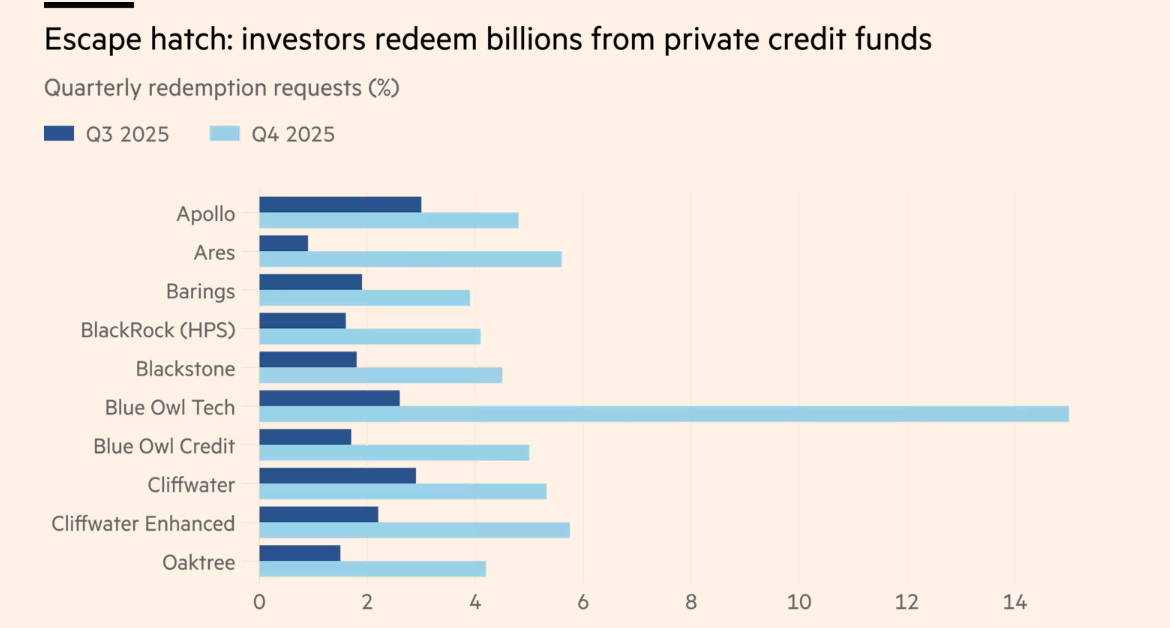 Escape hatch: investors redeem billions from private credit funds
Quarterly redemption requests (%)
Q3 2025 Q4 2025
Apollo
Ares
Barings
BlackRock (HPS)
Blackstone
Blue Owl Tech
Blue Owl Credit
Cliffwater
Cliffwater Enhanced
Oaktree
0 2 4 6 8 10 12 14